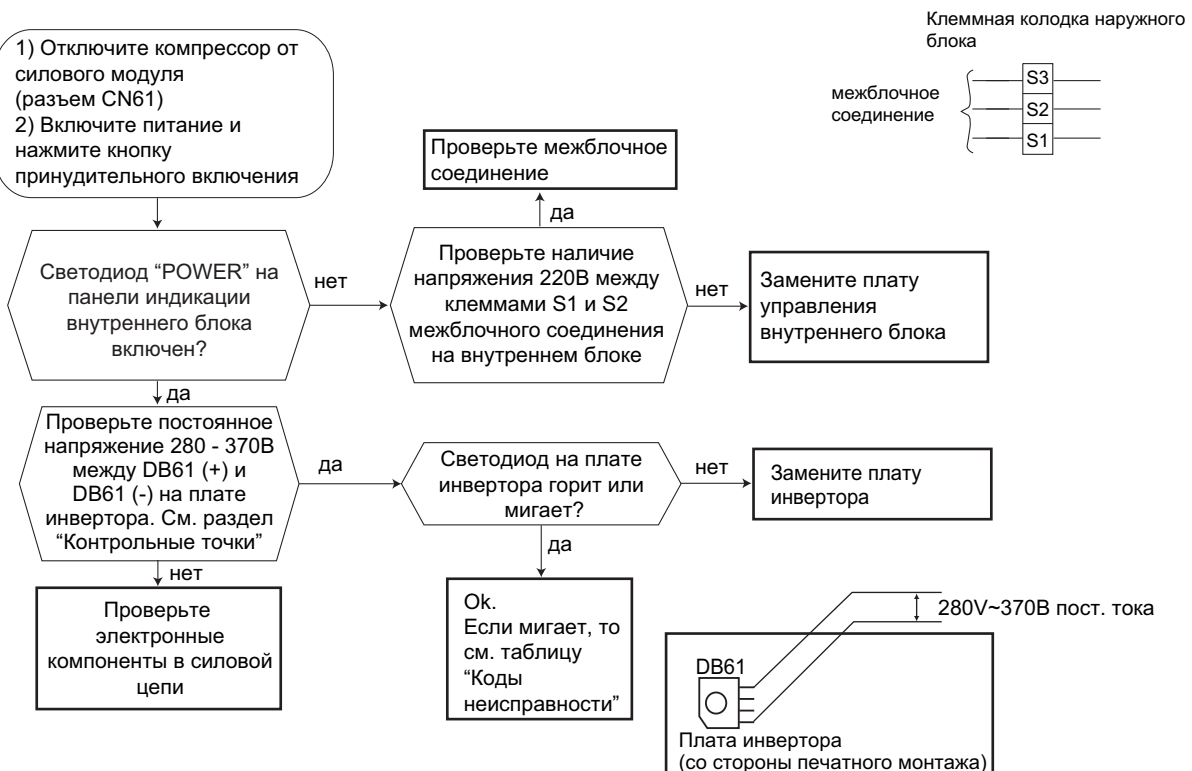 1) Отключите компрессор от
силового модуля
(разъем CN61)
2) Включите питание и
нажмите кнопку
принудительного включения
Клеммная колодка наружного
блока
межблочное
соединение
S3
S2
S1
Проверьте межблочное
соединение
да
Светодиод “POWER” на
панели индикации
внутреннего блока
включен?
нет
Проверьте наличие
напряжения 220В между
клеммами S1 и S2
межблочного соединения
на внутреннем блоке
нет
Замените плату
управления
внутреннего блока
да
Проверьте постоянное
напряжение 280 - 370В
между DB61 (+) и
DB61 (-) на плате
инвертора. См. раздел
“Контрольные точки”
да
Светодиод на плате
инвертора горит или
мигает?
нет
Замените плату
инвертора
нет
Проверьте
электронные
компоненты в силовой
цепи
да
Ok.
Если мигает, то
см. таблицу
“Коды
неисправности”
280V~370В пост. тока
DB61
Плата инвертора
(со стороны печатного монтажа)